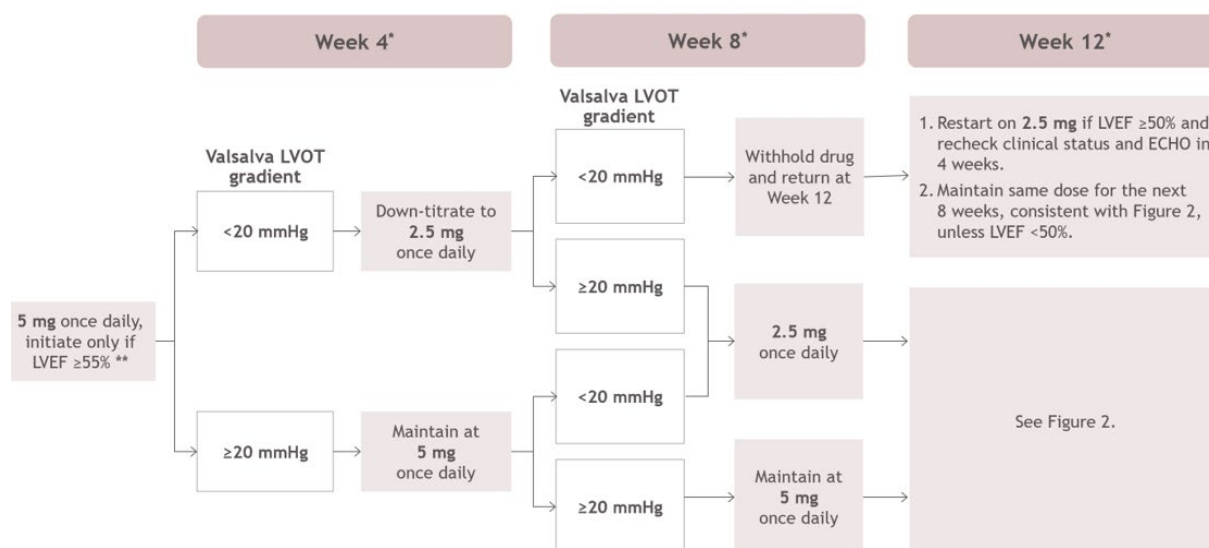 Week 4*
Week 8*
Week 12*
Valsalva LVOT
gradient
Valsalva LVOT
gradient
5 mg once daily,
initiate only if
LVEF ≥55% **
<20 mmHg
Down-titrate to
2.5 mg
once daily
≥20 mmHg
Maintain at
5 mg
once daily
<20 mmHg
Withhold drug
and return at
Week 12
≥20 mmHg
<20 mmHg
2.5 mg
once daily
≥20 mmHg
Maintain at
5 mg
once daily
1. Restart on 2.5 mg if LVEF ≥50% and
recheck clinical status and ECHO in
4 weeks.
2. Maintain same dose for the next
8 weeks, consistent with Figure 2,
unless LVEF <50%.
See Figure 2.